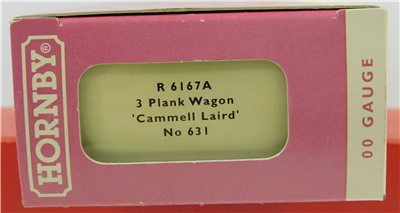 HORNBY®
R 6167A
3 Plank Wagon
'Cammell Laird'
No 631
00 GAUGE